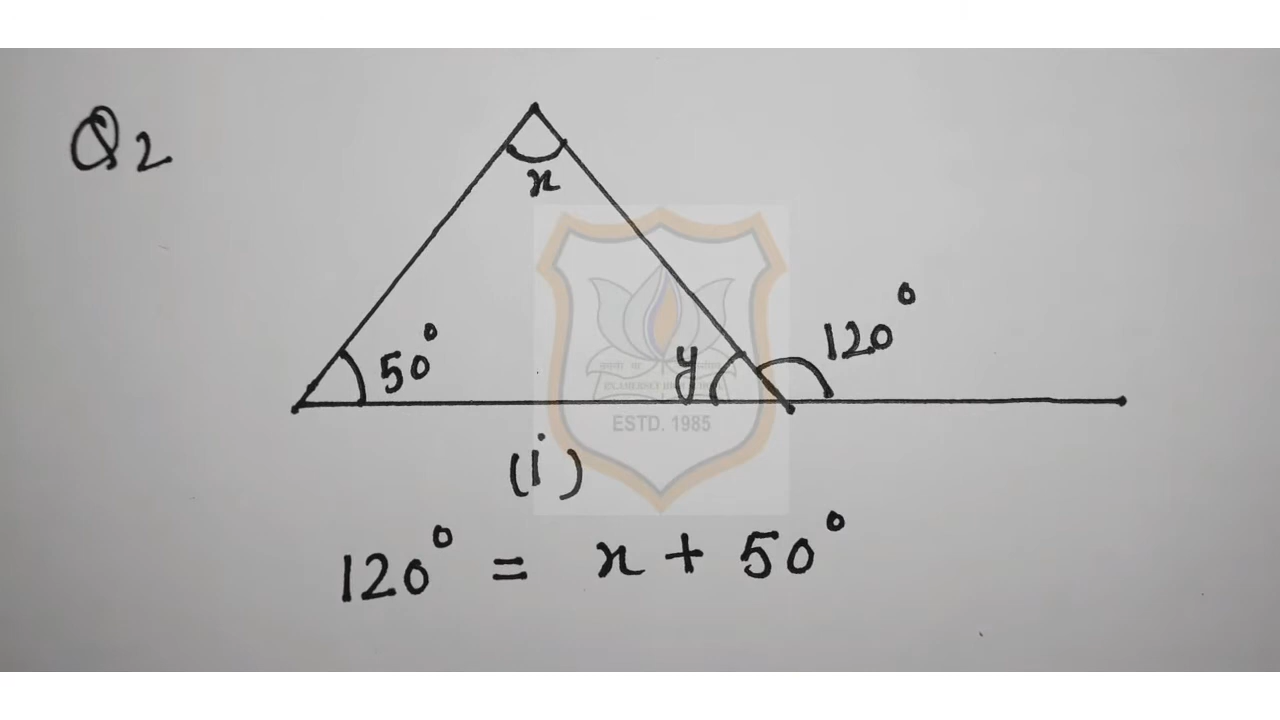 Q2
x
50°
y
120°
ESTD. 1985
(i)
120° = x + 50°